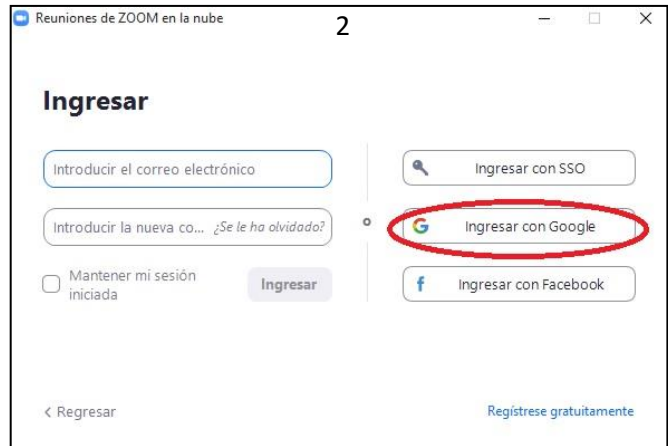 Reuniones de ZOOM en la nube
2
Ingresar
Introducir el correo electrónico
Introducir la nueva co... ¿Se le ha olvidado?
Mantener mi sesión
iniciada
Ingresar
o
Ingresar con SSO
Ingresar con Google
Ingresar con Facebook
< Regresar
Regístrese gratuitamente